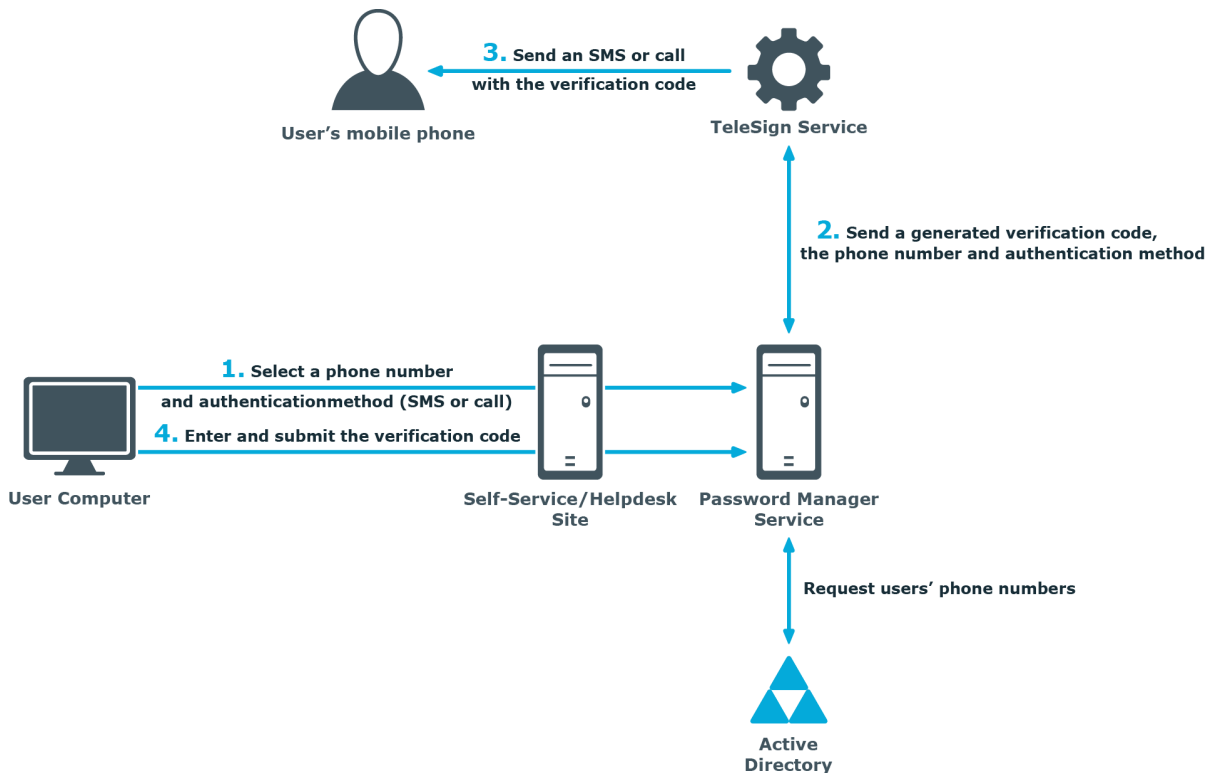 3. Send an SMS or call
with the verification code
User's mobile phone
TeleSign Service
2. Send a generated verification code,
the phone number and authentication method
1. Select a phone number
and authenticationmethod (SMS or call)
4. Enter and submit the verification code
User Computer
Self-Service/Helpdesk
Site
Password Manager
Service
Request users’ phone numbers
Active
Directory